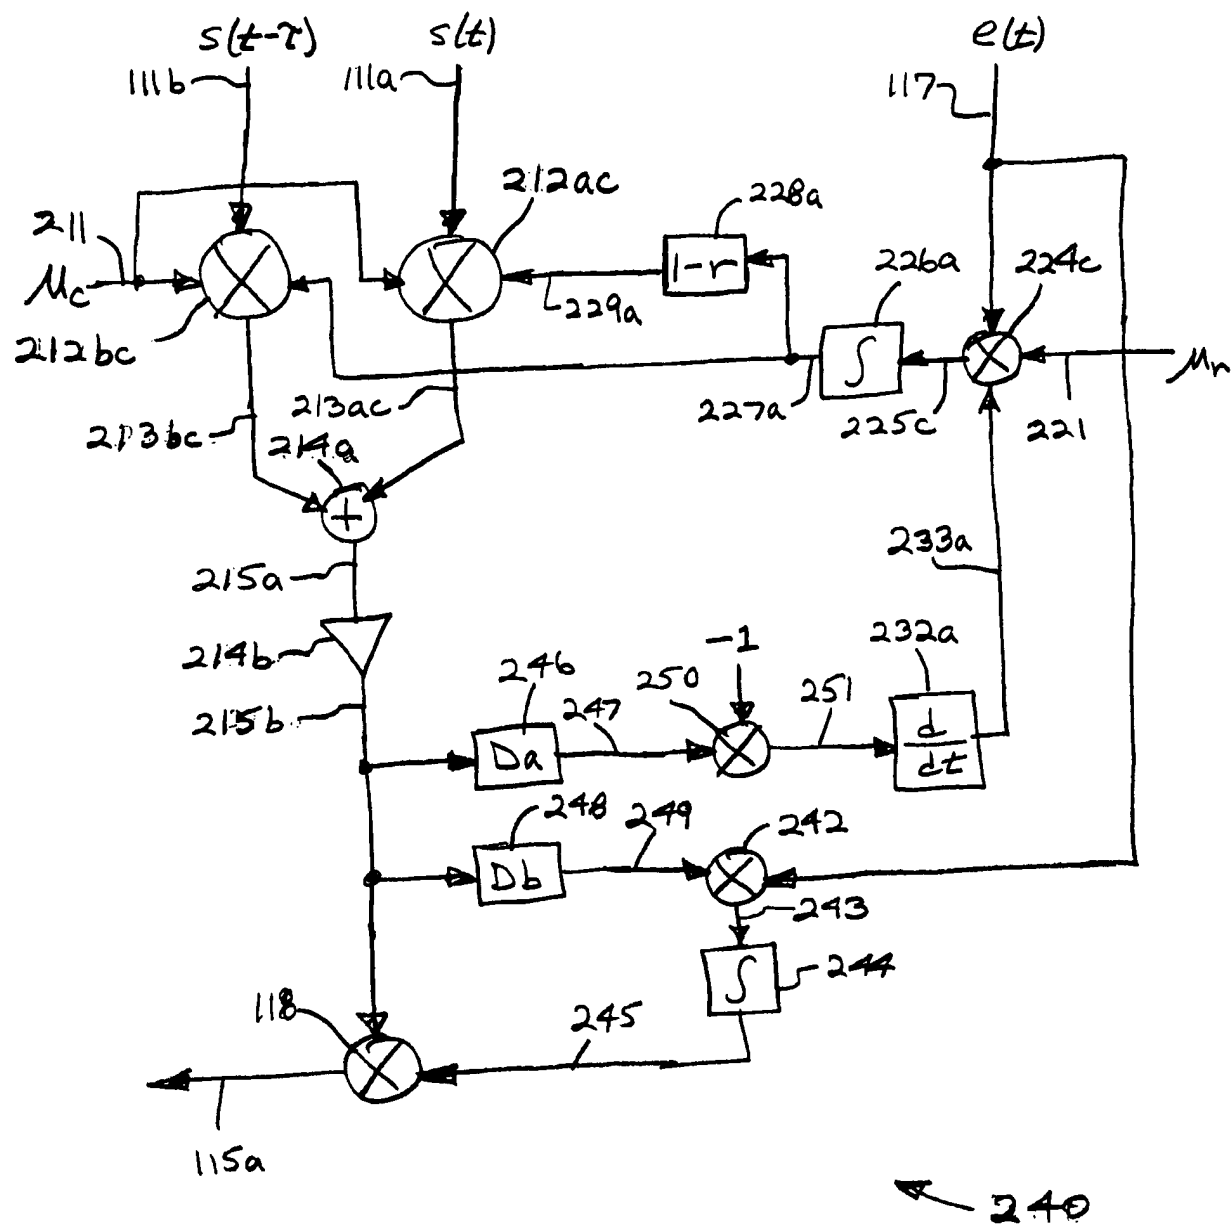 s(t-τ)
s(t)
e(t)
111b
111a
117
212ac
228a
211
μc
1-r
226a
224c
229a
212bc
∫
μr
213ac
227a
225c
221
213bc
214a
+
233a
215a
-1
232a
214b
246
250
251
247
215b
Da
d
dt
248
249
242
Db
243
∫
244
118
245
115a
240